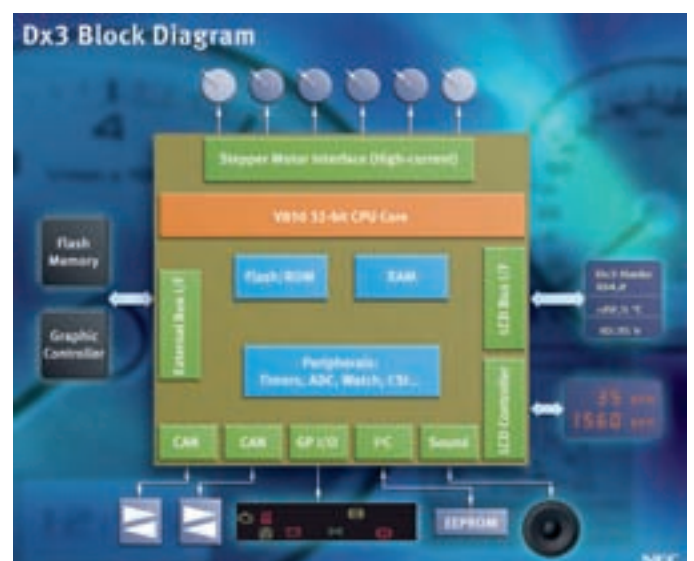 Dx3 Block Diagram
Stepper Motor Interface (High-current)
V850 32-bit CPU Core
Flash
Memory
Graphic
Controller
External Bus I/F
Flash/ROM
RAM
LCD Bus I/F
Peripherals:
Timers, ADC, Watch, CSI...
LCD Controller
CAN
CAN
GP I/O
I²C
Sound
35
1560
EEPROM
NEC